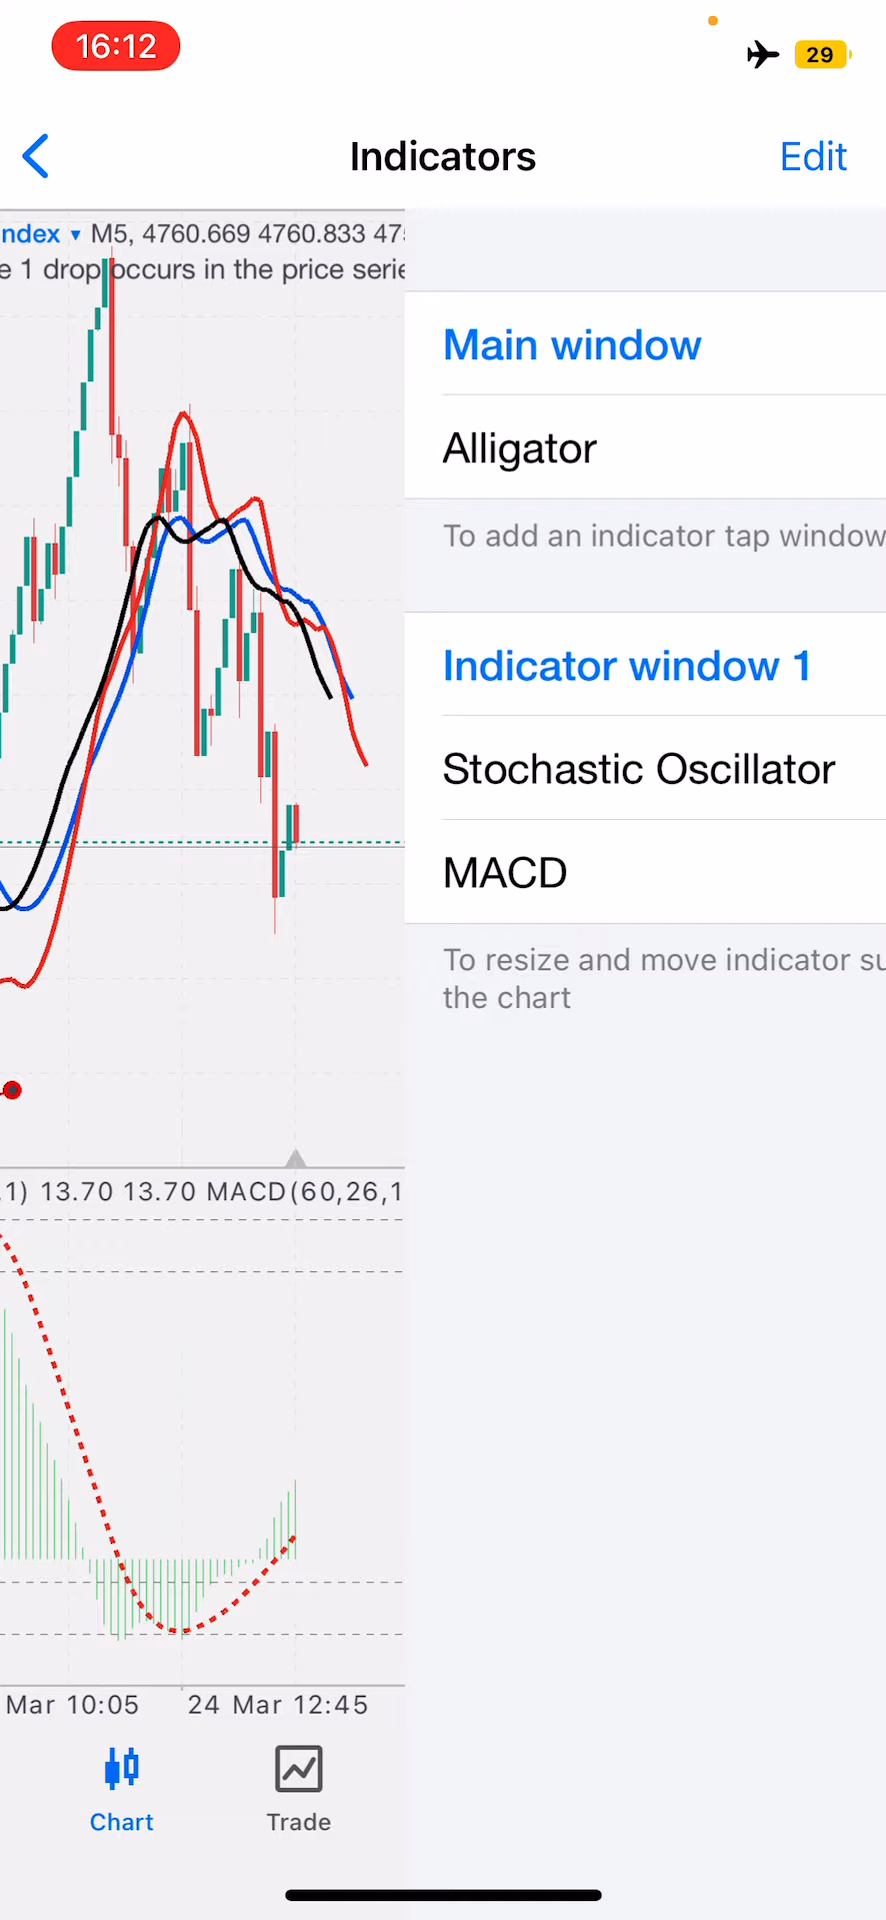 16:12
29
Indicators
Edit
ndex ▾ M5, 4760.669 4760.833 47
e 1 drop occurs in the price serie
Main window
Alligator
To add an indicator tap window
Indicator window 1
Stochastic Oscillator
MACD
To resize and move indicator su
the chart
,1) 13.70 13.70 MACD(60,26,1
Mar 10:05
24 Mar 12:45
Chart
Trade